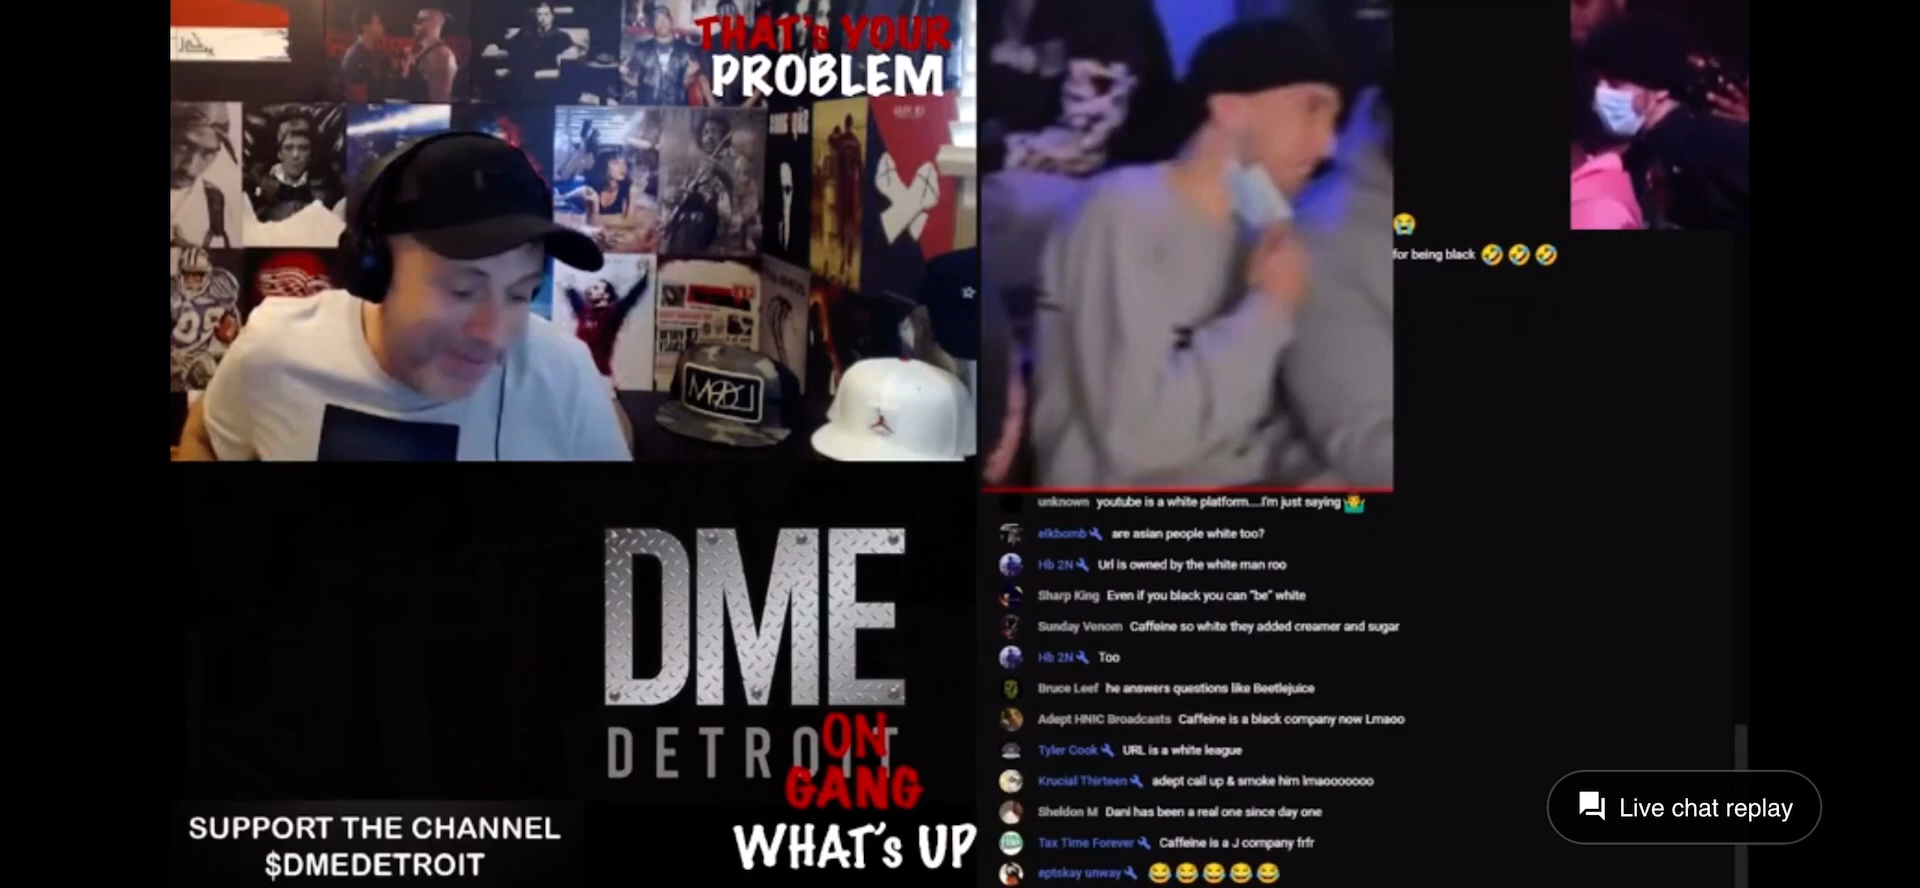 THAT's YOUR
PROBLEM
for being black 🤣 🤣 🤣
unknown youtube is a white platform....I'm just saying 🤷‍♂️
elkbomb are asian people white too?
Hb 2N Url is owned by the white man roo
Sharp King Even if you black you can "be" white
Sunday Venom Caffeine so white they added creamer and sugar
Hb 2N Too
Bruce Leef he answers questions like Beetlejuice
Adept HNIC Broadcasts Caffeine is a black company now Lmaoo
Tyler Cook URL is a white league
Krucial Thirteen adept call up & smoke him lmaooooooo
Sheldon M Dani has been a real one since day one
Tax Time Forever Caffeine is a J company frfr
eptskay unway 😂 😂 😂 😂 😂
DME
DETROIT
ON
GANG
WHAT's UP
SUPPORT THE CHANNEL
$DMEDETROIT
Live chat replay